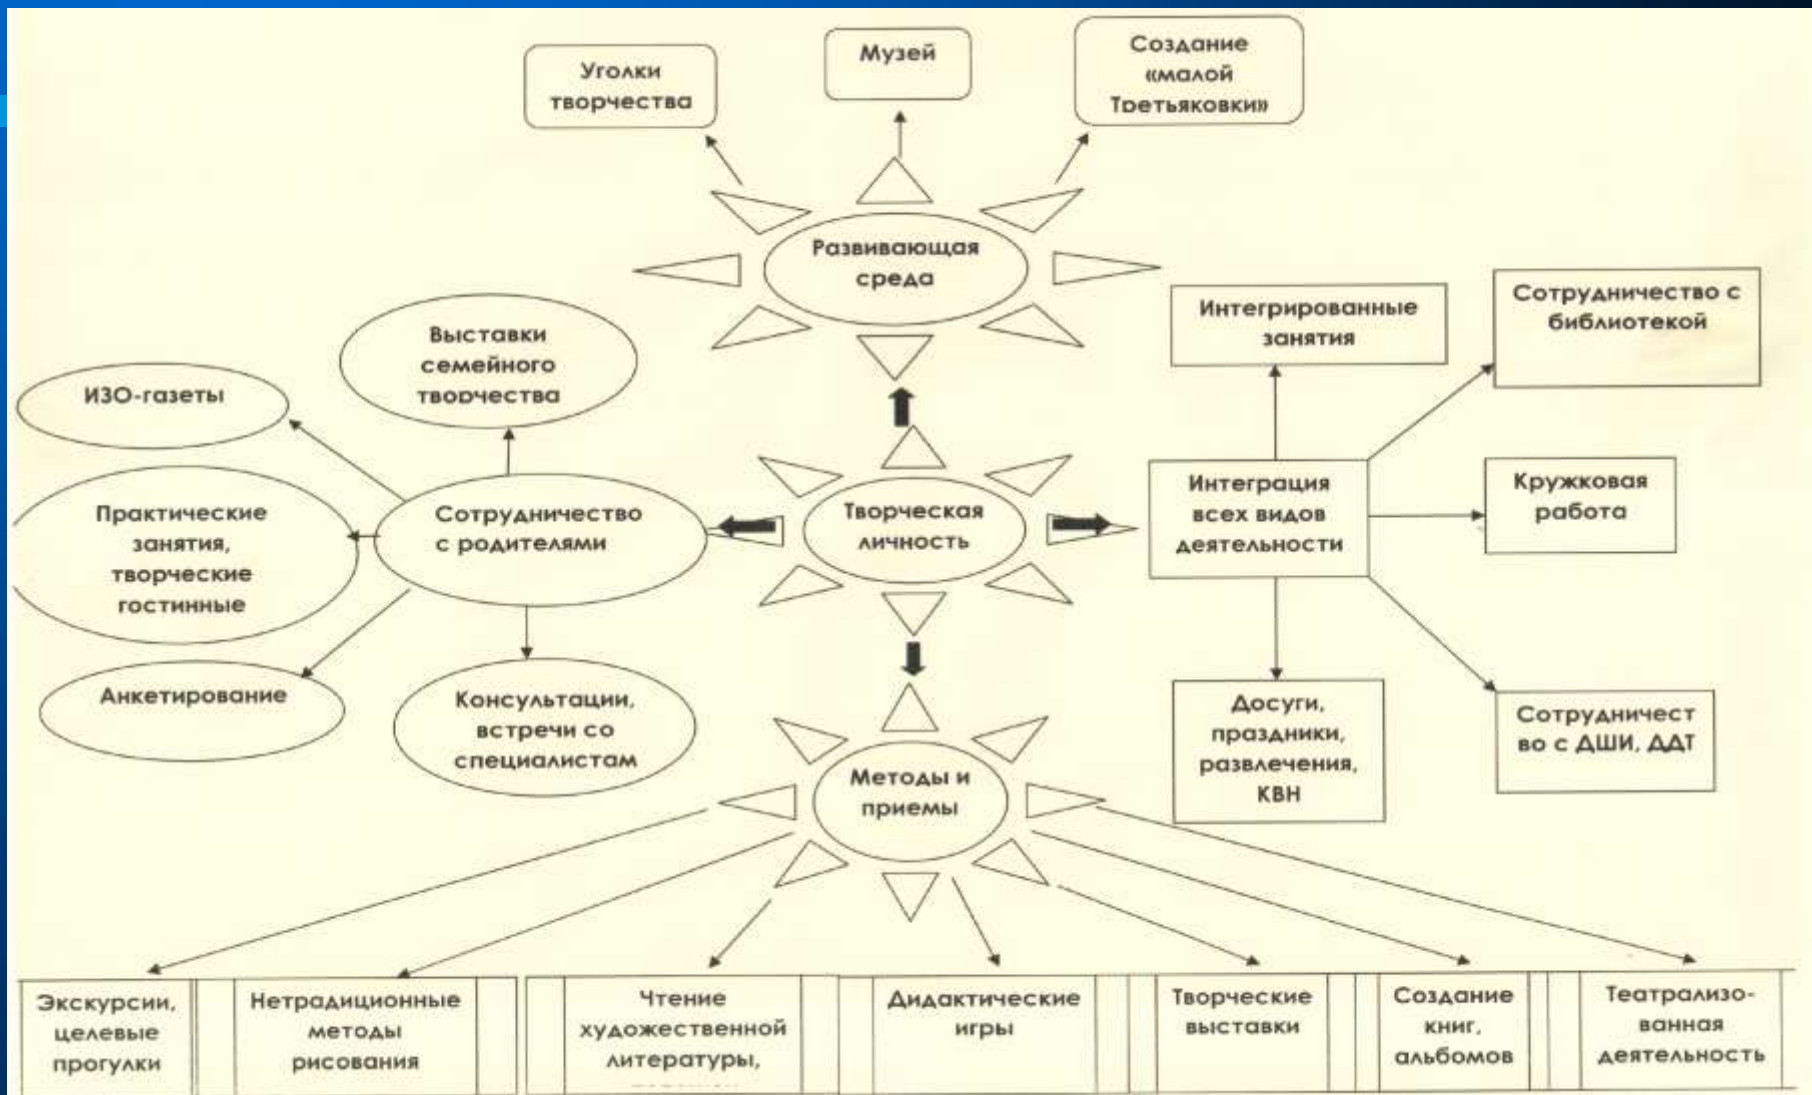 Уголки
творчества
Музей
Создание
«малой
Третьяковки»
Развивающая
среда
Выставки
семейного
творчества
ИЗО-газеты
Практические
занятия,
творческие
гостинные
Сотрудничество
с родителями
Анкетирование
Консультации,
встречи со
специалистам
Творческая
личность
Интегрированные
занятия
Сотрудничество с
библиотекой
Интеграция
всех видов
деятельности
Кружковая
работа
Досуги,
праздники,
развлечения,
КВН
Сотрудничест
во с ДШИ, ДДТ
Методы и
приемы
Экскурсии,
целевые
прогулки
Нетрадиционные
методы
рисования
Чтение
художественной
литературы,
Дидактические
игры
Творческие
выставки
Создание
книг,
альбомов
Театрализо-
ванная
деятельность